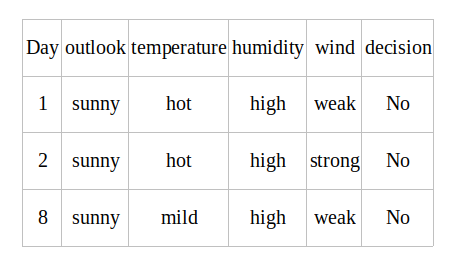 Day outlook temperature humidity wind decision
1 sunny hot high weak No
2 sunny hot high strong No
8 sunny mild high weak No